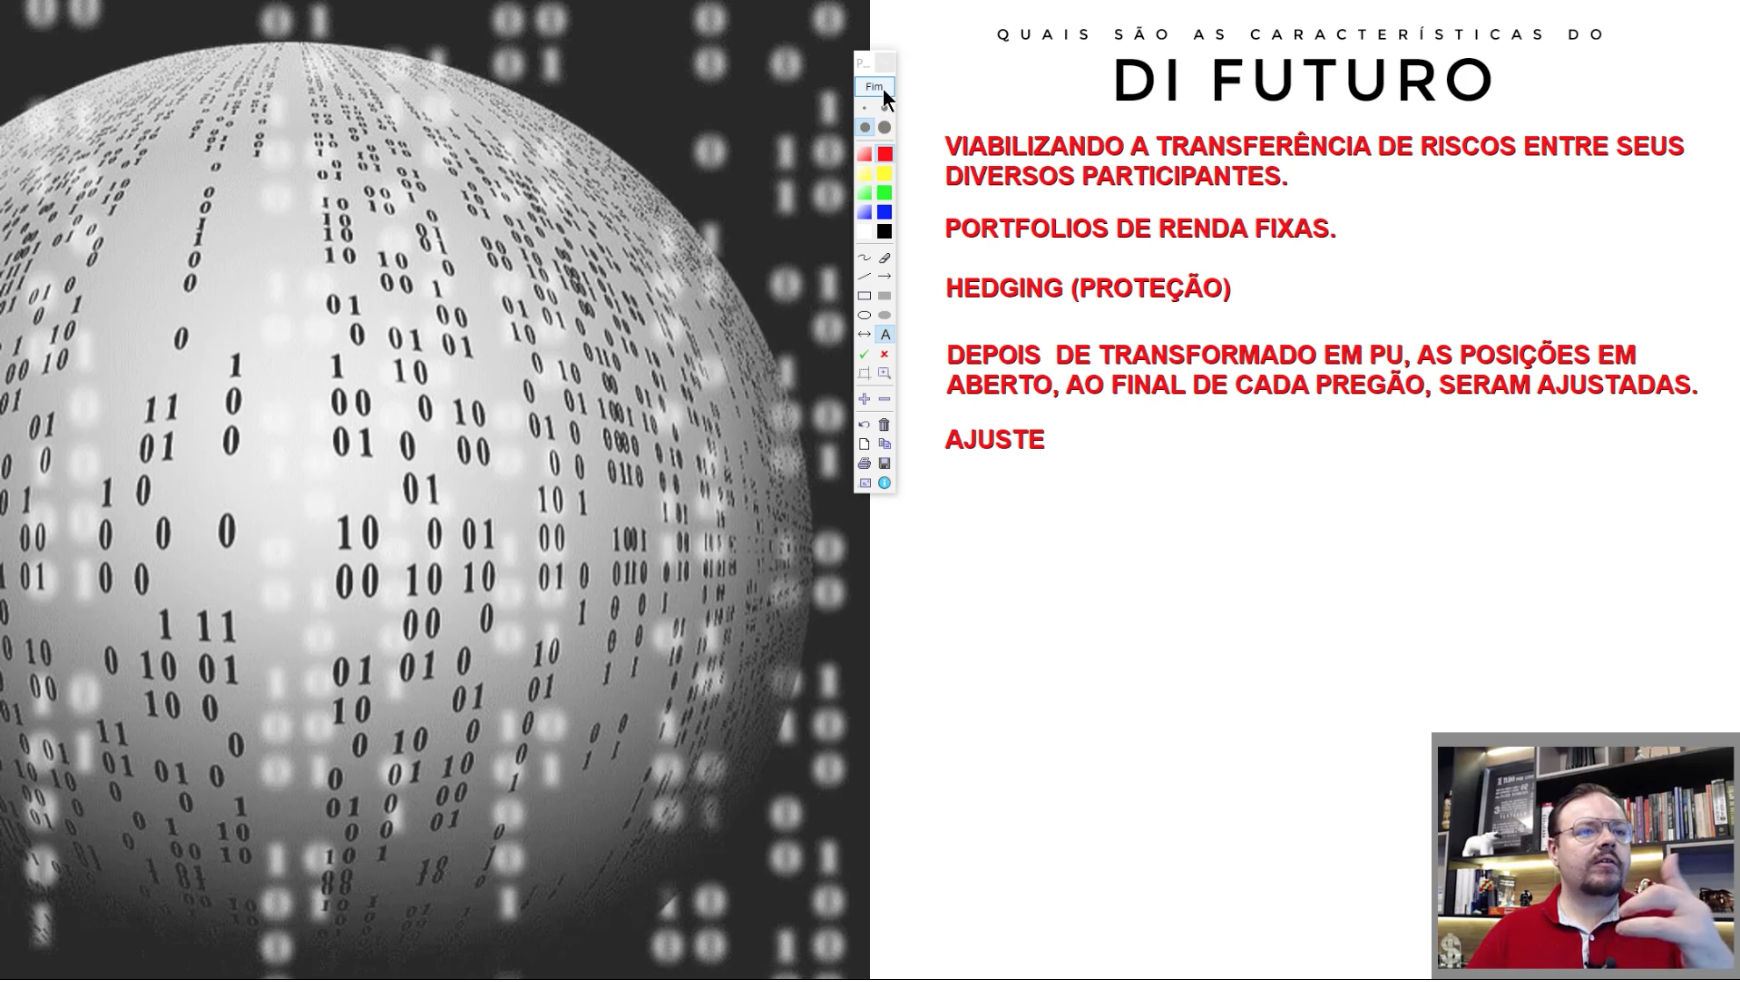 QUAIS SÃO AS CARACTERÍSTICAS DO
DI FUTURO
P...
Fim
VIABILIZANDO A TRANSFERÊNCIA DE RISCOS ENTRE SEUS
DIVERSOS PARTICIPANTES.
PORTFOLIOS DE RENDA FIXAS.
HEDGING (PROTEÇÃO)
DEPOIS DE TRANSFORMADO EM PU, AS POSIÇÕES EM
ABERTO, AO FINAL DE CADA PREGÃO, SERAM AJUSTADAS.
AJUSTE
A